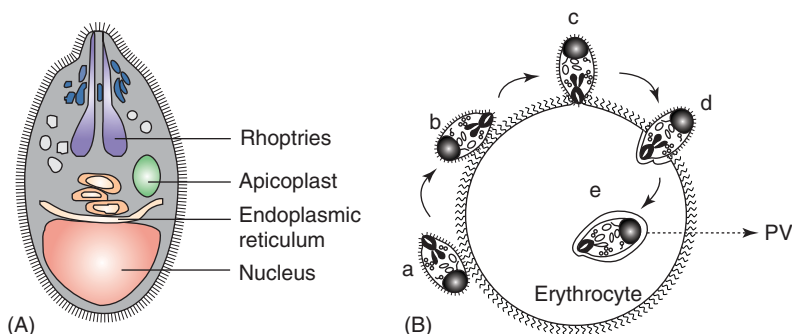 Rhoptries
Apicoplast
Endoplasmic
reticulum
Nucleus
(A)
c
b
d
e
PV
a
Erythrocyte
(B)